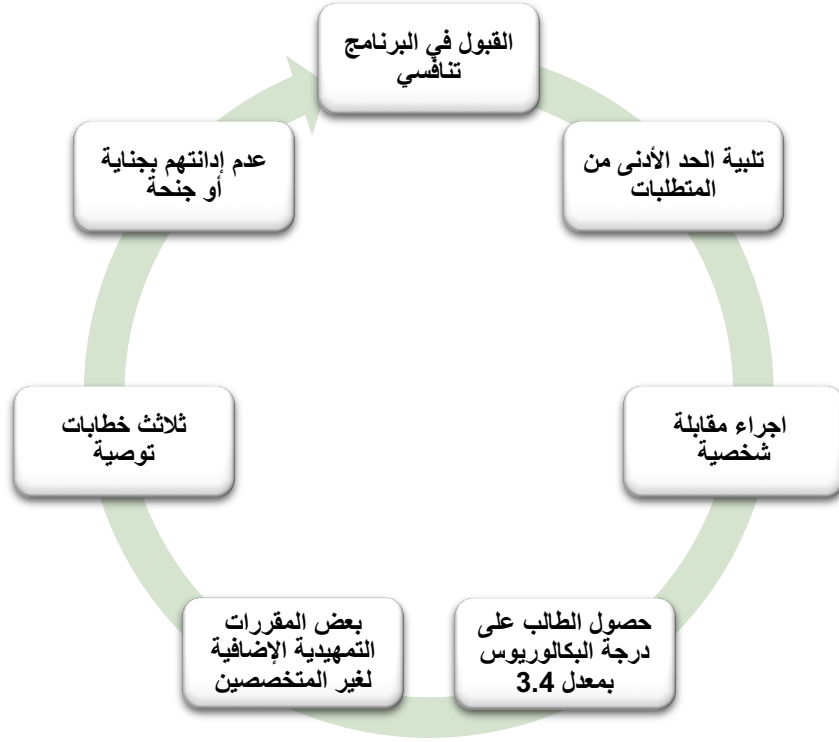 القبول في البرنامج
تنافسي
تلبية الحد الأدنى من
المتطلبات
اجراء مقابلة
شخصية
حصول الطالب على
درجة البكالوريوس
بمعدل 3.4
بعض المقررات
التمهيدية الإضافية
لغير المتخصصين
ثلاثث خطابات
توصية
عدم إدانتهم بجناية
أو جنحة